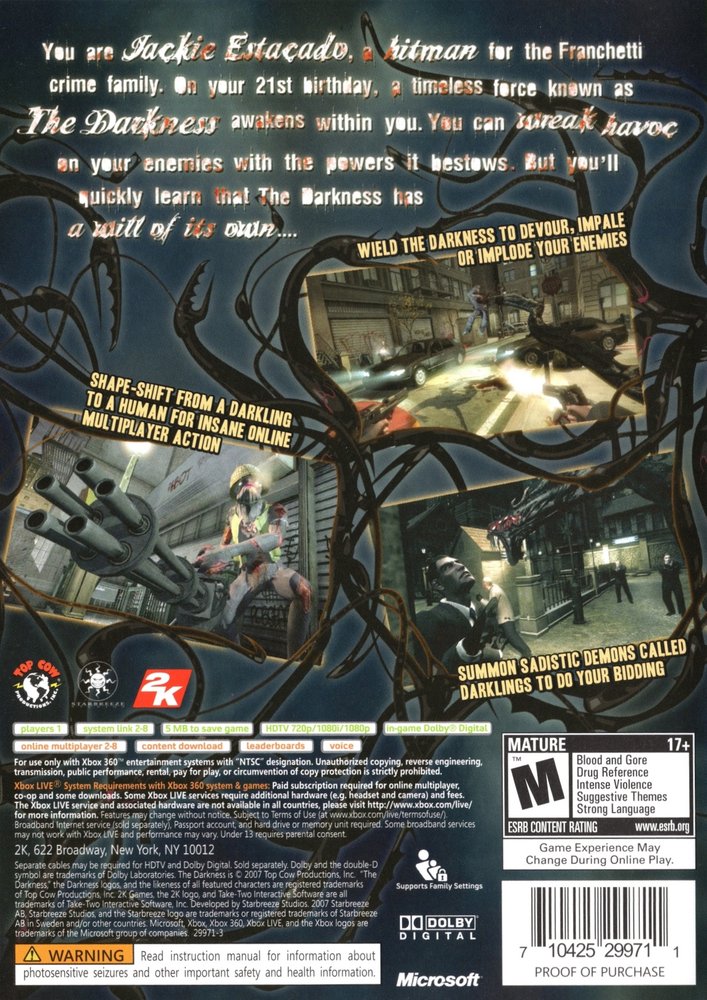 You are Jackie Estacado, a hitman for the Franchetti
crime family. On your 21st birthday, a timeless force known as
The Darkness awakens within you. You can wreak havoc
on your enemies with the powers it bestows. But you'll
quickly learn that The Darkness has
a will of its own....
WIELD THE DARKNESS TO DEVOUR, IMPALE
OR IMPLODE YOUR ENEMIES
SHAPE-SHIFT FROM A DARKLING
TO A HUMAN FOR INSANE ONLINE
MULTIPLAYER ACTION
SUMMON SADISTIC DEMONS CALLED
DARKLINGS TO DO YOUR BIDDING
TOP COW
PRODUCTIONS, INC.
STARBREEZE
2K
players 1
system link 2-8
5 MB to save game
HDTV 720p/1080i/1080p
in-game Dolby® Digital
online multiplayer 2-8
content download
leaderboards
voice
For use only with Xbox 360™ entertainment systems with "NTSC" designation. Unauthorized copying, reverse engineering,
transmission, public performance, rental, pay for play, or circumvention of copy protection is strictly prohibited.
Xbox LIVE® System Requirements with Xbox 360 system & games: Paid subscription required for online multiplayer,
co-op and some downloads. Some Xbox LIVE services require additional hardware (e.g. headset and camera) and fees.
The Xbox LIVE service and associated hardware are not available in all countries, please visit http://www.xbox.com/live/
for more information. Features may change without notice. Subject to Terms of Use (at www.xbox.com/live/termsofuse/).
Broadband Internet service (sold separately), Passport account, and hard drive or memory unit required. Some broadband services
may not work with Xbox LIVE and performance may vary. Under 13 requires parental consent.
2K, 622 Broadway, New York, NY 10012
Separate cables may be required for HDTV and Dolby Digital. Sold separately. Dolby and the double-D
symbol are trademarks of Dolby Laboratories. The Darkness is © 2007 Top Cow Productions, Inc. "The
Darkness," the Darkness logos, and the likeness of all featured characters are registered trademarks
of Top Cow Productions, Inc. 2K Games, the 2K logo, and Take-Two Interactive Software are all
trademarks of Take-Two Interactive Software, Inc. Developed by Starbreeze Studios. 2007 Starbreeze
AB, Starbreeze Studios, and the Starbreeze logo are trademarks or registered trademarks of Starbreeze
AB in Sweden and/or other countries. Microsoft, Xbox, Xbox 360, Xbox LIVE, and the Xbox logos are
trademarks of the Microsoft group of companies. 29971-3
WARNING Read instruction manual for information about
photosensitive seizures and other important safety and health information.
Supports Family Settings
DOLBY
DIGITAL
Microsoft®
MATURE 17+
M
™
Blood and Gore
Drug Reference
Intense Violence
Suggestive Themes
Strong Language
ESRB CONTENT RATING www.esrb.org
Game Experience May
Change During Online Play.
7 10425 29971 1
PROOF OF PURCHASE